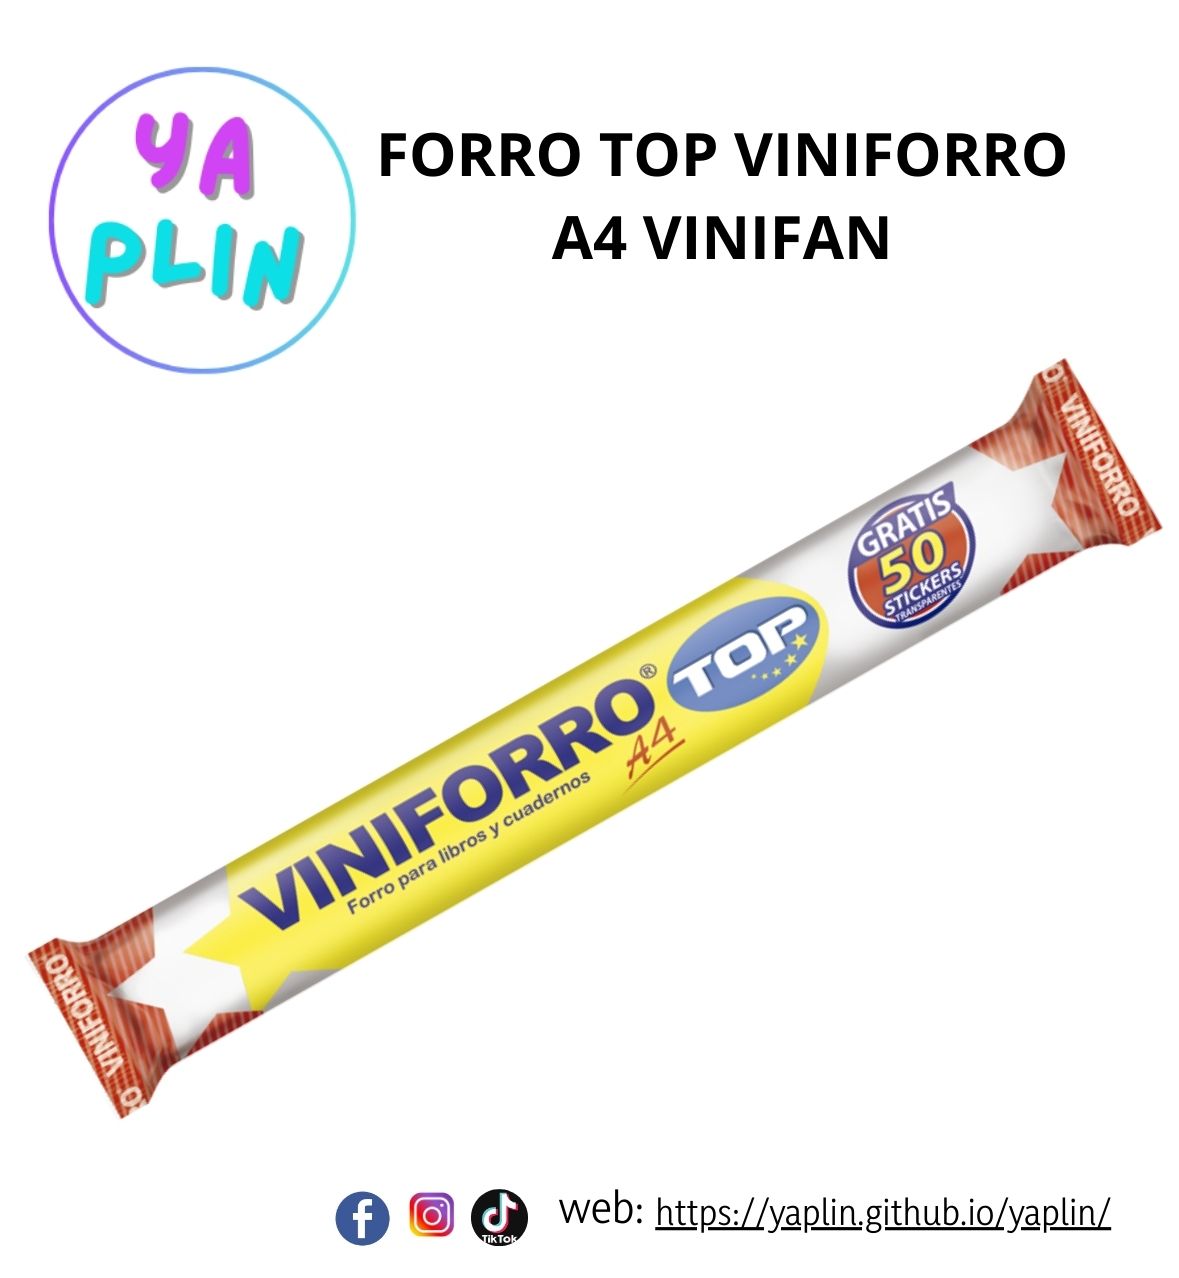 YA
PLIN
FORRO TOP VINIFORRO
A4 VINIFAN
O® VINIFORRO®
GRATIS
50
STICKERS
TRANSPARENTES
TOP
VINIFORRO®
A4
Forro para libros y cuadernos
RO® VINIFORRO®
TikTok
web: https://yaplin.github.io/yaplin/